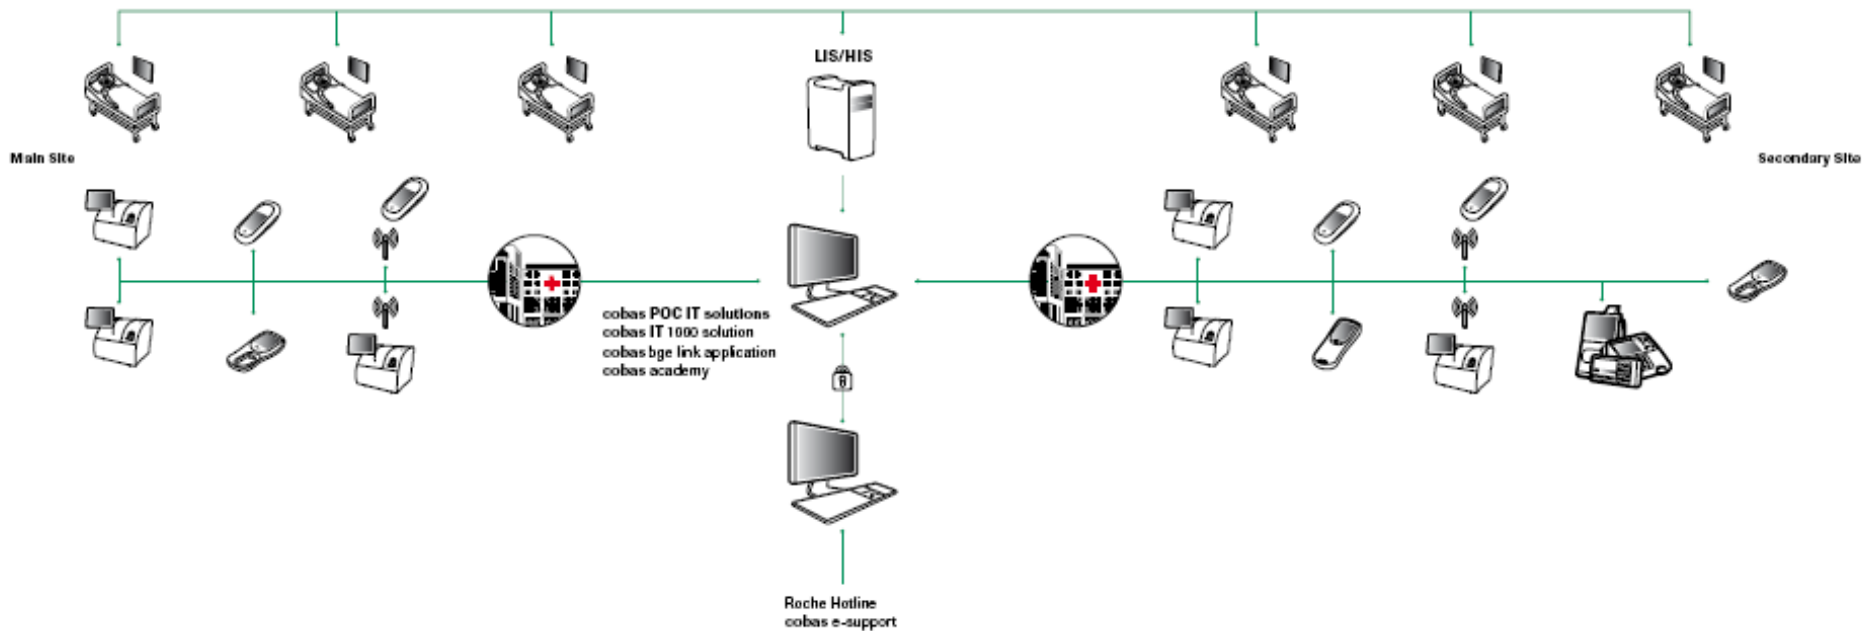 LIS/HIS
Main Site
Secondary Site
cobas POC IT solutions
cobas IT 1000 solution
cobas bge link application
cobas academy
Roche Hotline
cobas e-support